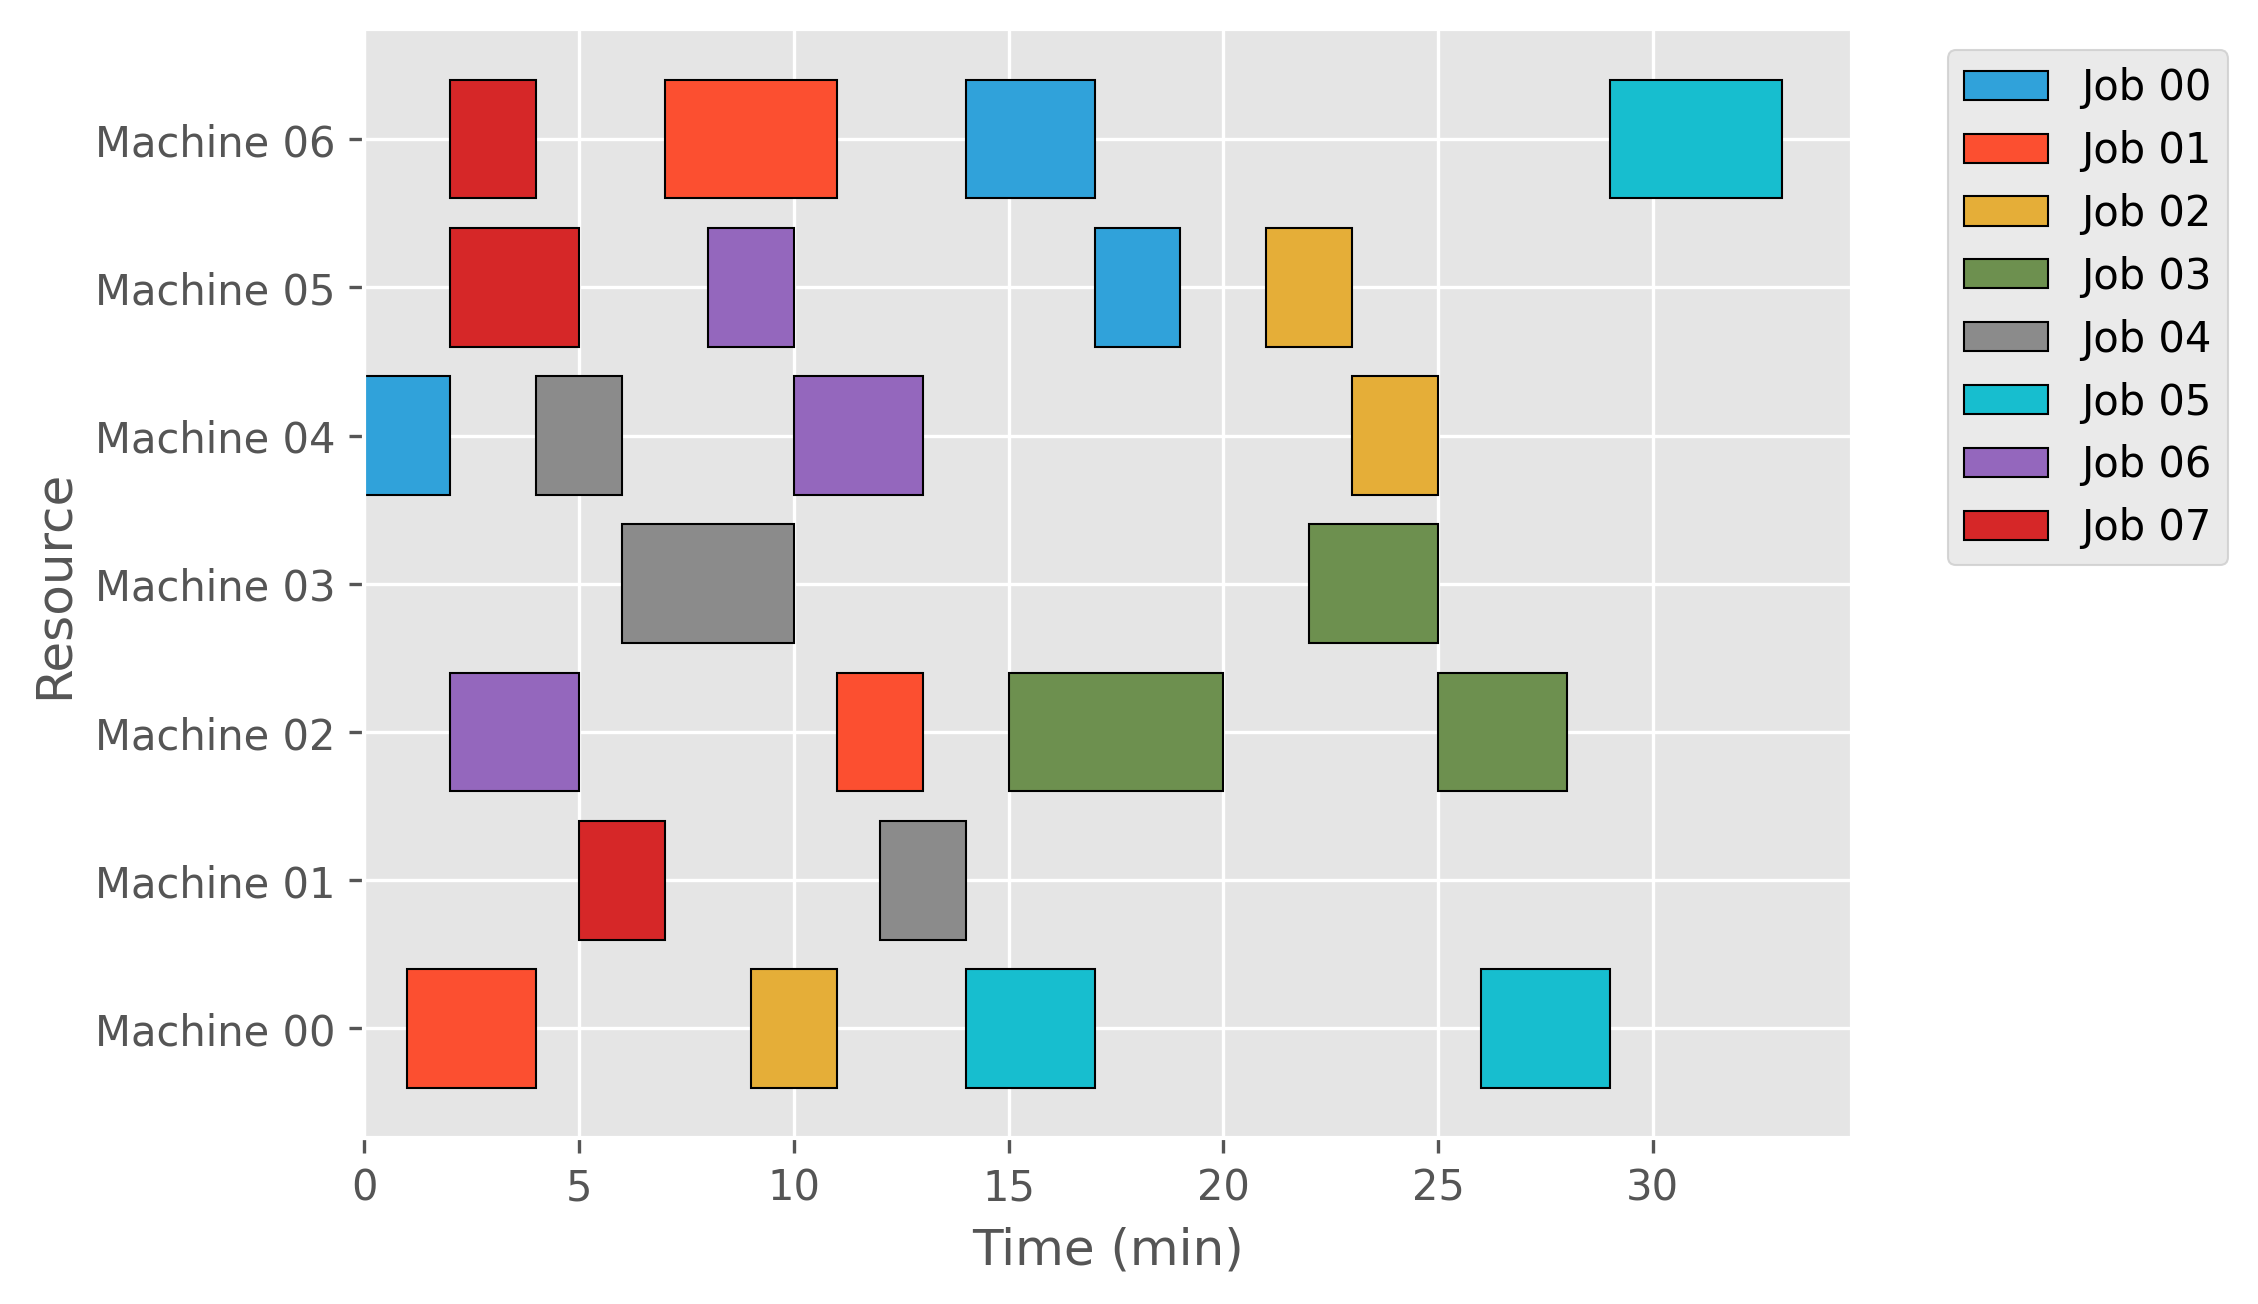 Machine 06
Machine 05
Machine 04
Machine 03
Machine 02
Machine 01
Machine 00
Resource
0 5 10 15 20 25 30
Time (min)
Job 00
Job 01
Job 02
Job 03
Job 04
Job 05
Job 06
Job 07